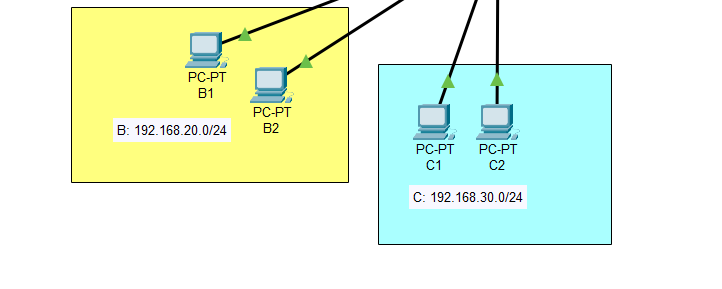 PC-PT
B1
PC-PT
B2
B: 192.168.20.0/24
PC-PT
C1
PC-PT
C2
C: 192.168.30.0/24